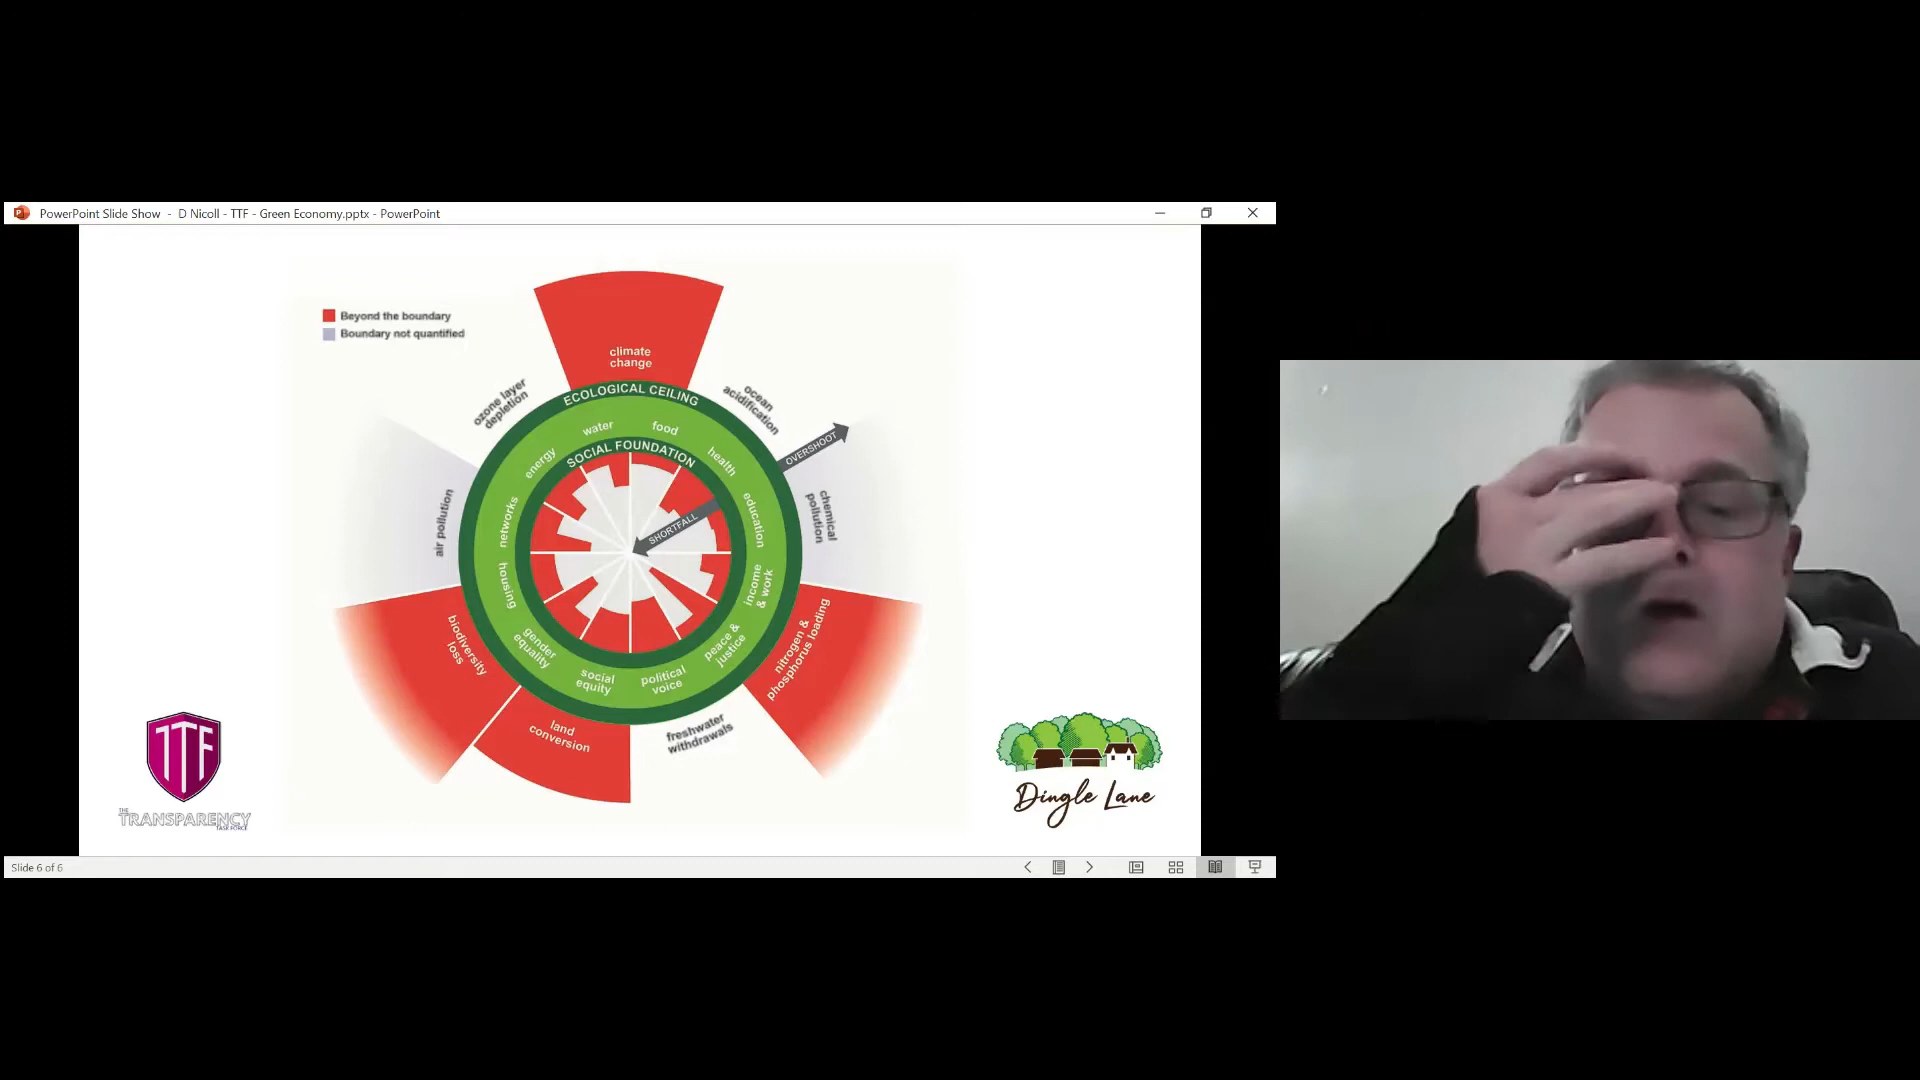 PowerPoint Slide Show - D Nicoll - TTF - Green Economy.pptx - PowerPoint
Beyond the boundary
Boundary not quantified
climate
change
ozone layer
depletion
ocean
acidification
ECOLOGICAL CEILING
water
food
energy
health
SOCIAL FOUNDATION
OVERSHOOT
SHORTFALL
networks
education
air pollution
chemical
pollution
housing
income
& work
gender
equality
peace &
justice
social
equity
political
voice
biodiversity
loss
nitrogen &
phosphorus loading
land
conversion
freshwater
withdrawals
TTF
THE
TRANSPARENCY
TASK FORCE
Dingle Lane
Slide 6 of 6